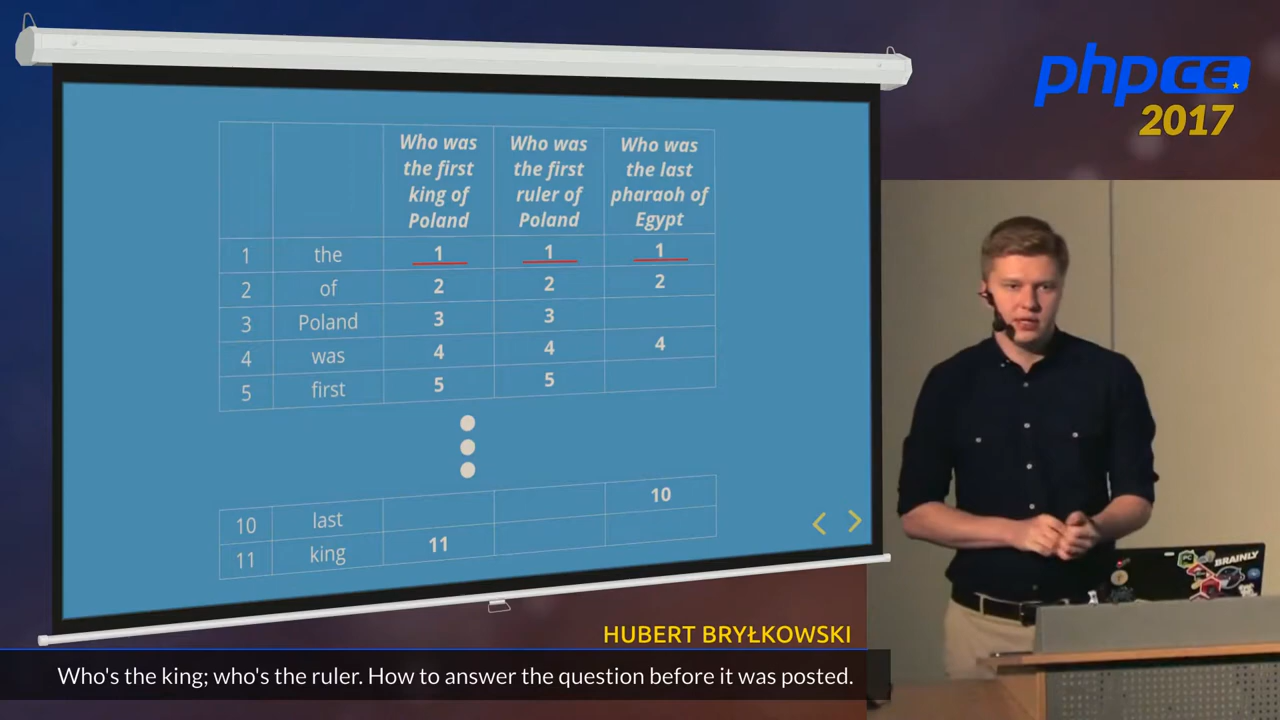 php CE
2017
Who was the first king of Poland
Who was the first ruler of Poland
Who was the last pharaoh of Egypt
1 the 1 1 1
2 of 2 2 2
3 Poland 3 3
4 was 4 4 4
5 first 5 5
10 last 10
11 king 11
< >
PC
BRAINLY
HUBERT BRYŁKOWSKI
Who's the king; who's the ruler. How to answer the question before it was posted.